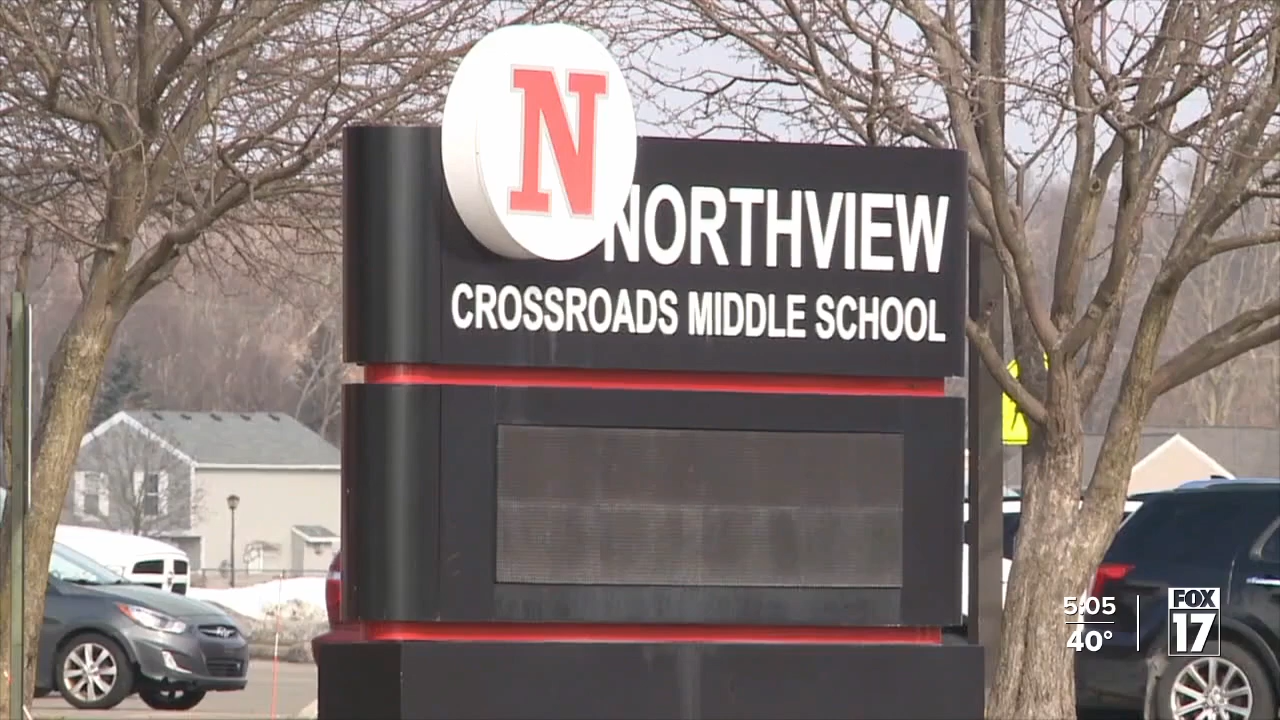 N
NORTHVIEW
CROSSROADS MIDDLE SCHOOL
5:05
40°
FOX
17